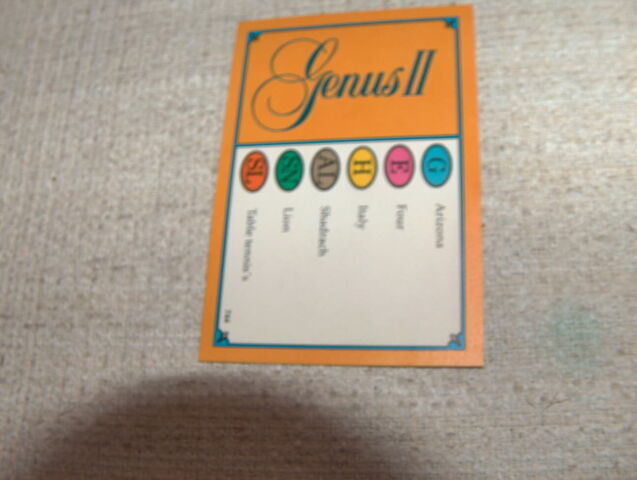 Genus II
G Arizona
E Four
H Italy
AL Shadrach
SN Lion
SL Table tennis's